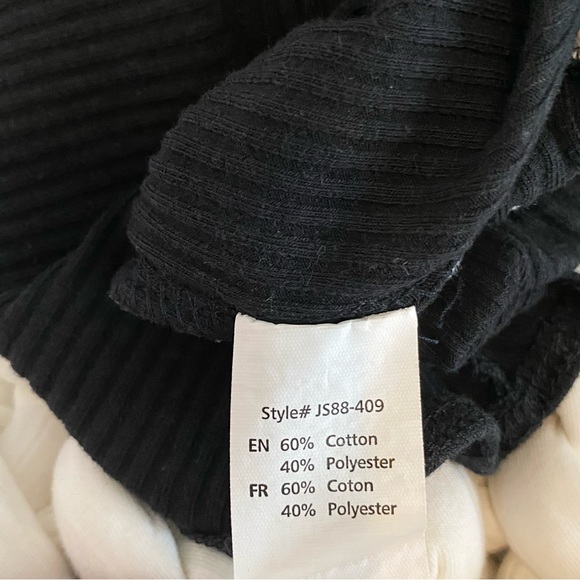 Style# JS88-409
EN 60% Cotton
40% Polyester
FR 60% Coton
40% Polyester